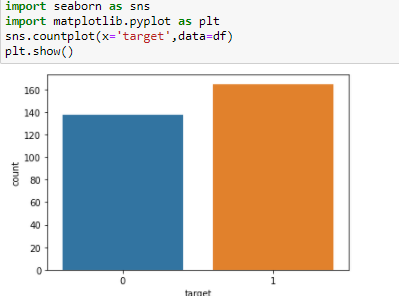 import seaborn as sns
import matplotlib.pyplot as plt
sns.countplot(x='target',data=df)
plt.show()
160
140
120
100
80
60
40
20
0
count
0 1
target